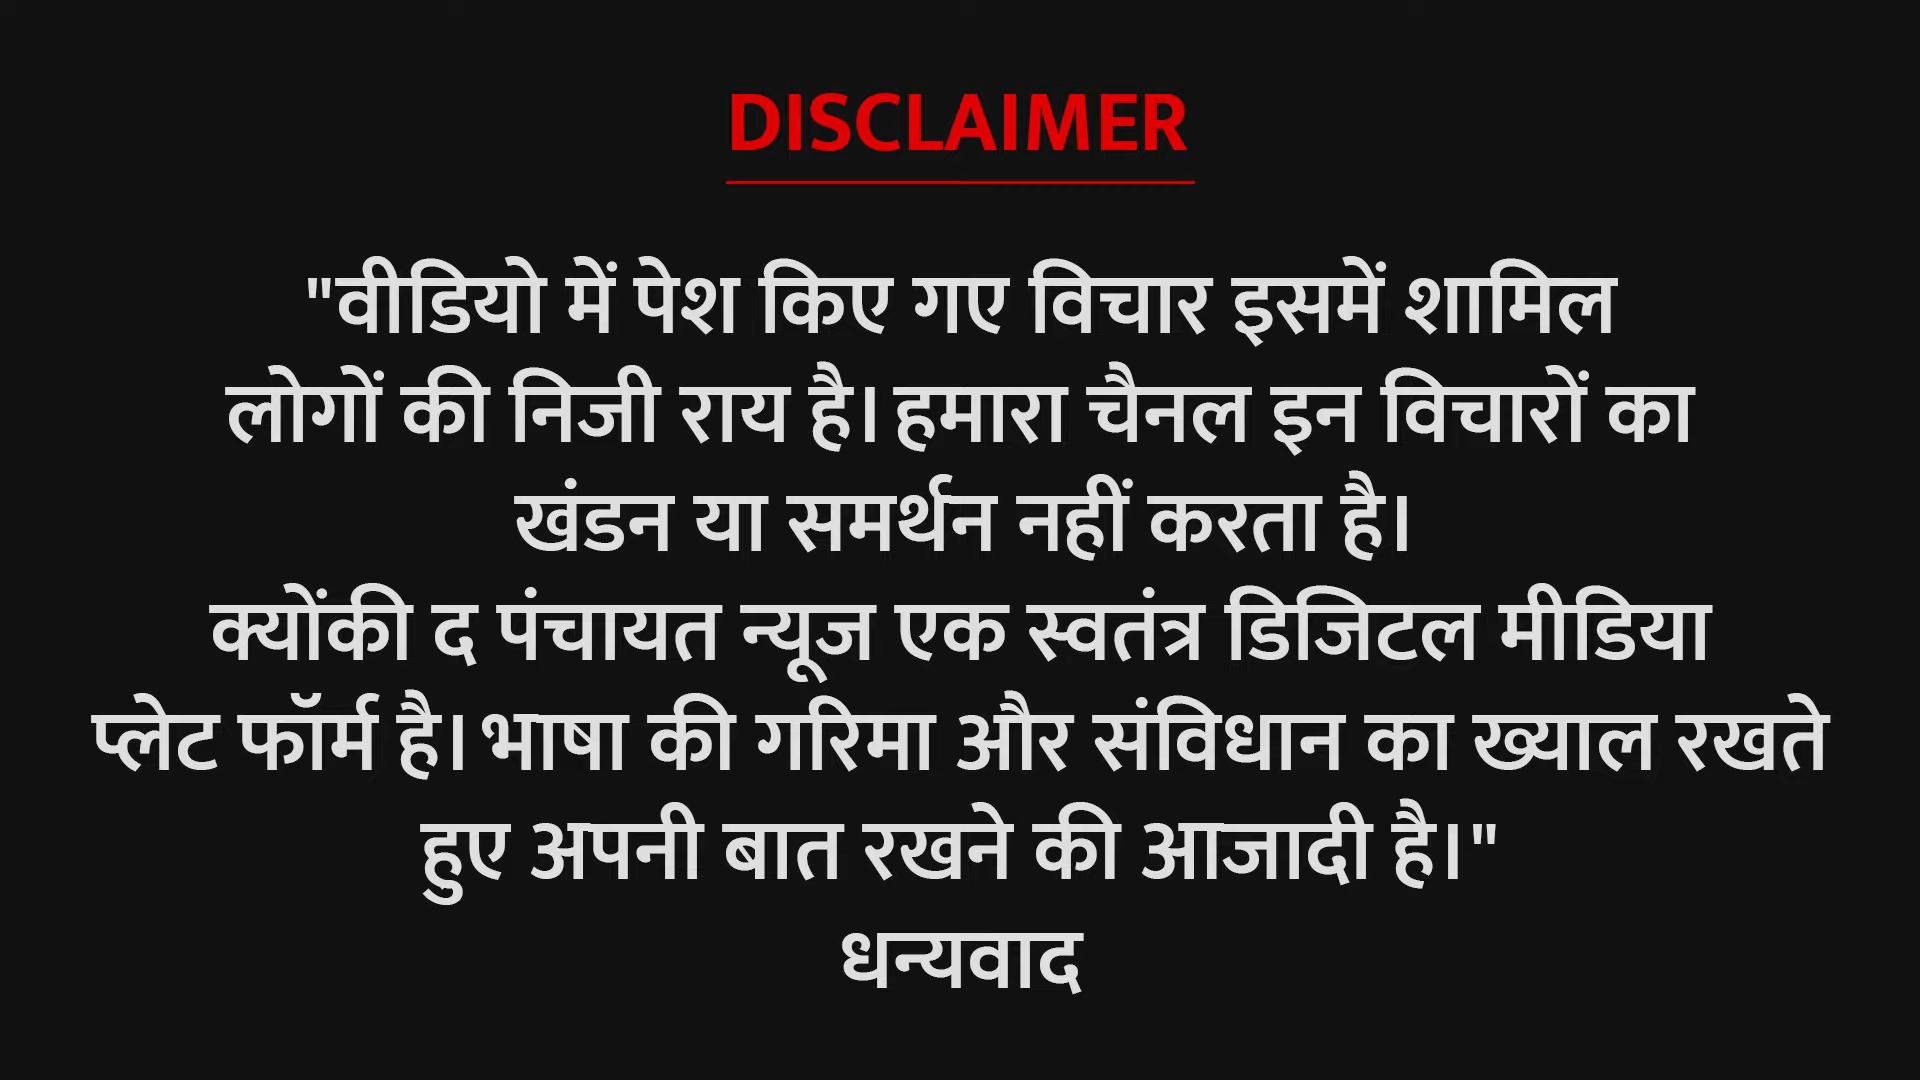 DISCLAIMER
"वीडियो में पेश किए गए विचार इसमें शामिल
लोगों की निजी राय है। हमारा चैनल इन विचारों का
खंडन या समर्थन नहीं करता है।
क्योंकी द पंचायत न्यूज एक स्वतंत्र डिजिटल मीडिया
प्लेट फॉर्म है। भाषा की गरिमा और संविधान का ख्याल रखते
हुए अपनी बात रखने की आजादी है।"
धन्यवाद